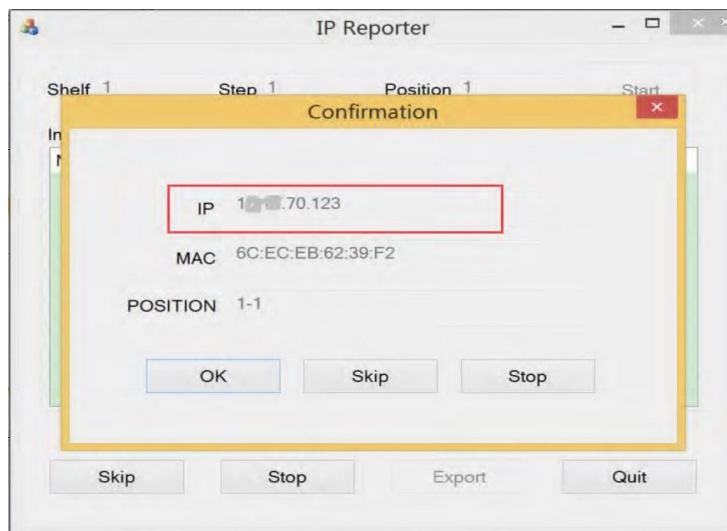 IP Reporter
Shelf 1 Step 1 Position 1 Start
Confirmation
IP .70.123
MAC 6C:EC:EB:62:39:F2
POSITION 1-1
OK Skip Stop
Skip Stop Export Quit